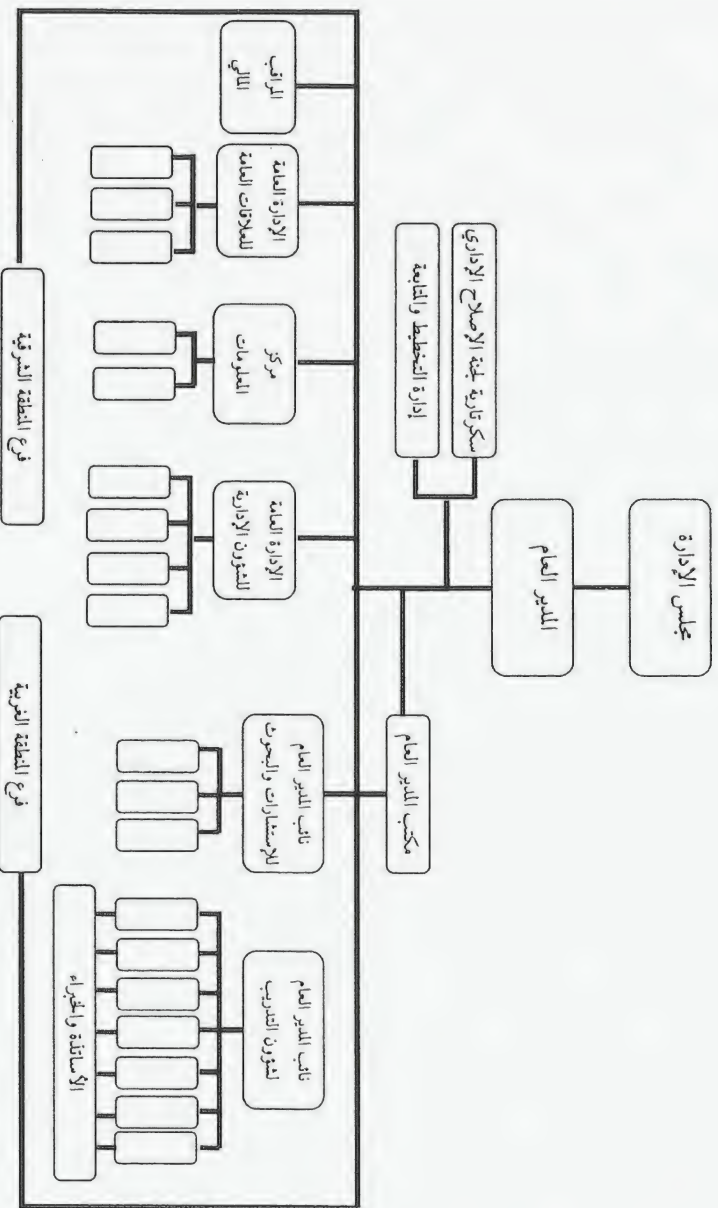 مجلس الإدارة
المدير العام
سكرتارية لجنة الإصلاح الإداري
إدارة التخطيط والمتابعة
مكتب المدير العام
نائب المدير العام
لشؤون التدريب
نائب المدير العام
للإستشارات والبحوث
الإدارة العامة
للشؤون الإدارية
مركز
المعلومات
الإدارة العامة
للعلاقات العامة
المراقب
المالي
الأساتذة والخبراء
فرع المنطقة الغربية
فرع المنطقة الشرقية